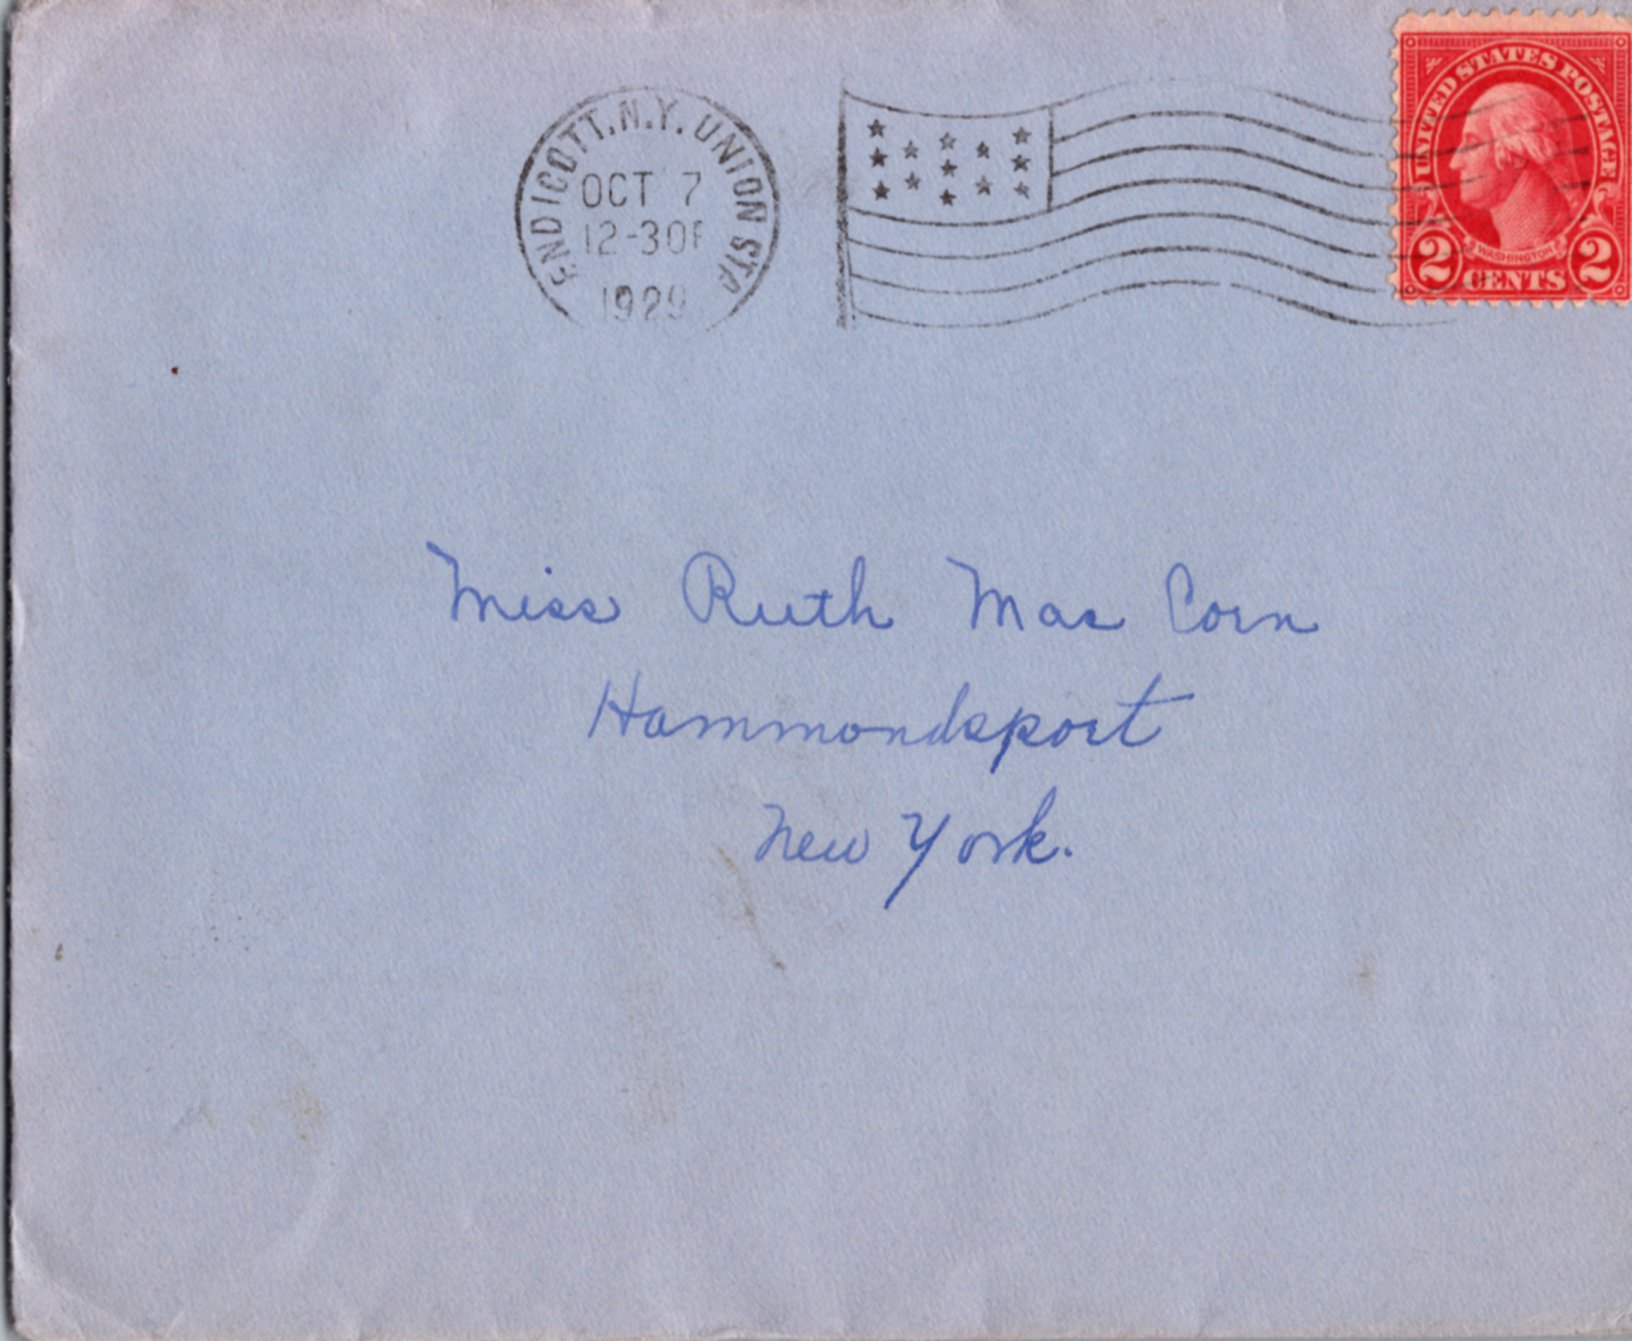 ENDICOTT, N.Y. UNION STA.
OCT 7
12-30P
1929
UNITED STATES POSTAGE
WASHINGTON
2 CENTS 2
Miss Ruth Mac Corn
Hammondsport
New York.